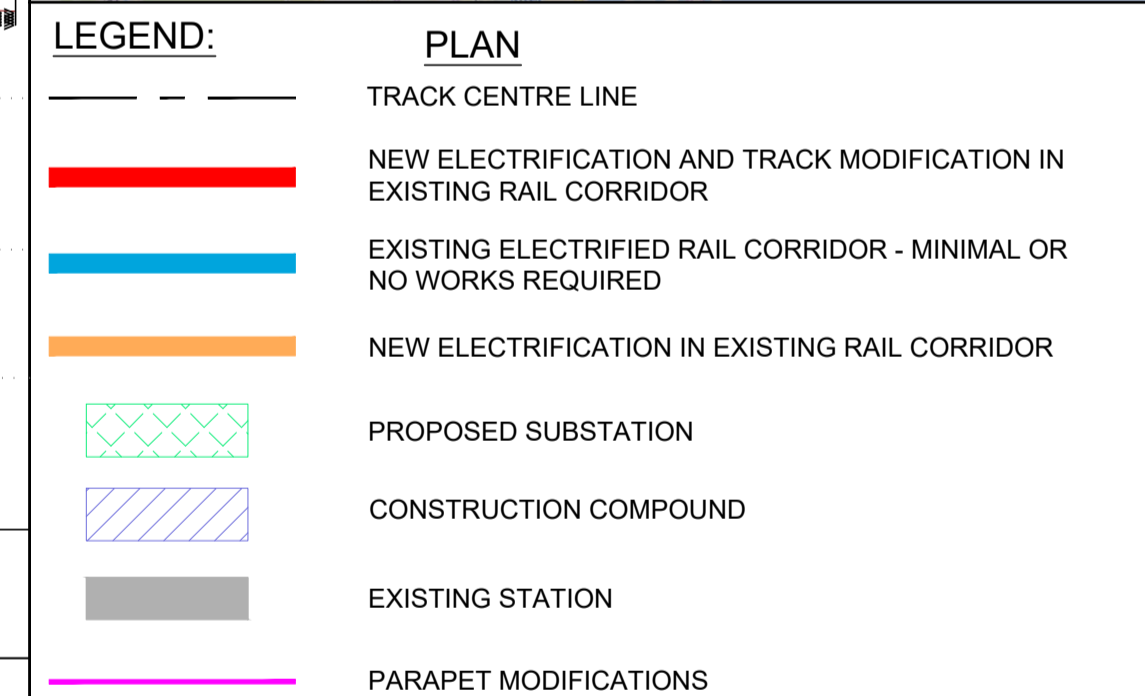 LEGEND:
PLAN
TRACK CENTRE LINE
NEW ELECTRIFICATION AND TRACK MODIFICATION IN
EXISTING RAIL CORRIDOR
EXISTING ELECTRIFIED RAIL CORRIDOR - MINIMAL OR
NO WORKS REQUIRED
NEW ELECTRIFICATION IN EXISTING RAIL CORRIDOR
PROPOSED SUBSTATION
CONSTRUCTION COMPOUND
EXISTING STATION
PARAPET MODIFICATIONS